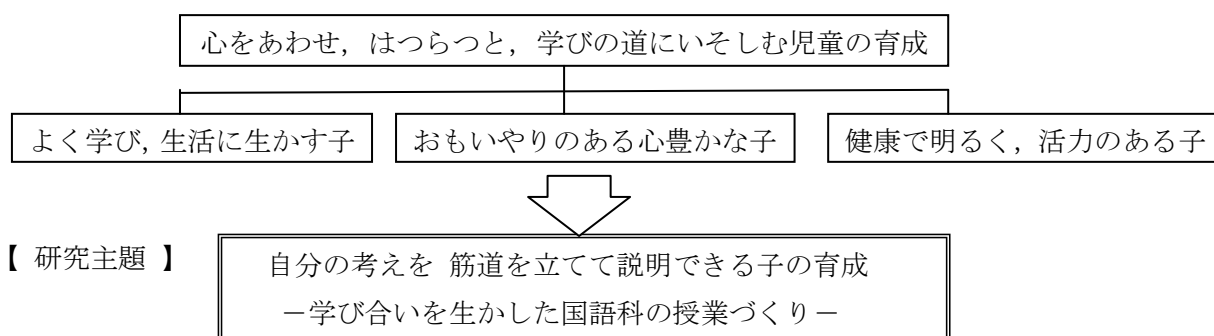 心をあわせ，はつらつと，学びの道にいそしむ児童の育成
よく学び，生活に生かす子
おもいやりのある心豊かな子
健康で明るく，活力のある子
【 研究主題 】
自分の考えを 筋道を立てて説明できる子の育成
－学び合いを生かした国語科の授業づくり－